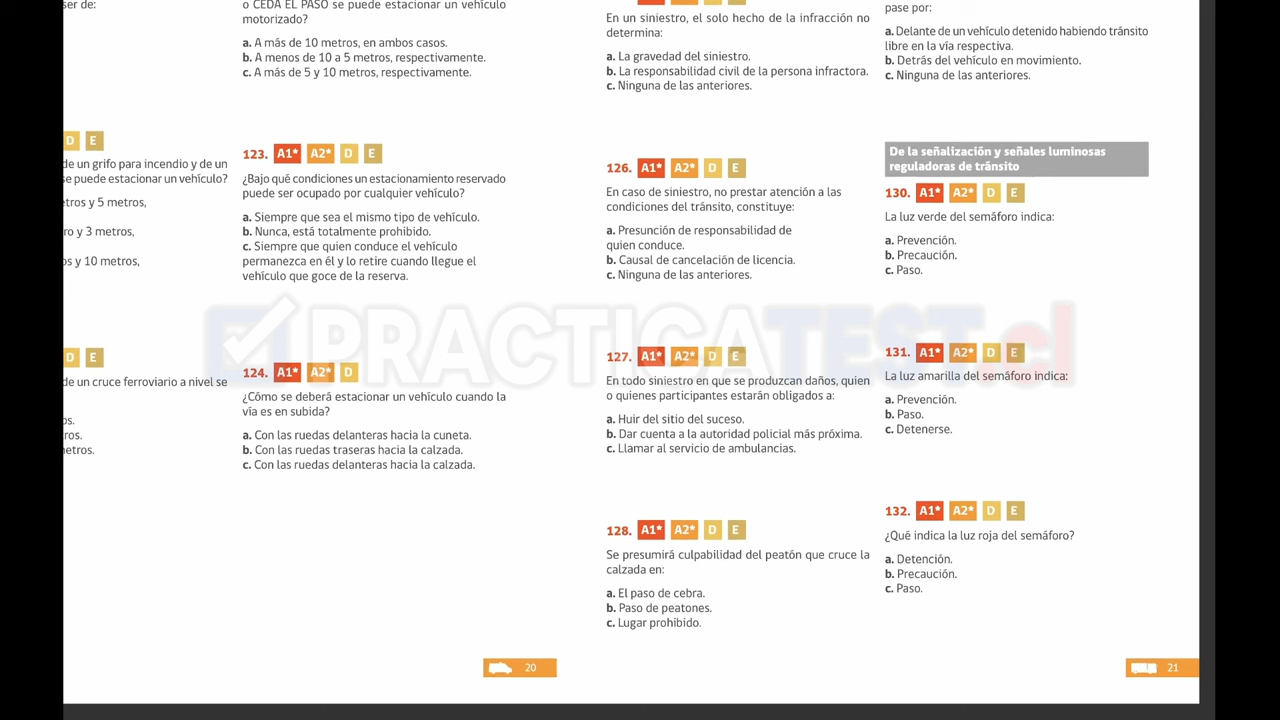 ser de:
D E
de un grifo para incendio y de un
se puede estacionar un vehículo?
etros y 5 metros,
ro y 3 metros,
os y 10 metros,
D E
de un cruce ferroviario a nivel se
os.
ros.
etros.
o CEDA EL PASO se puede estacionar un vehículo
motorizado?
a. A más de 10 metros, en ambos casos.
b. A menos de 10 a 5 metros, respectivamente.
c. A más de 5 y 10 metros, respectivamente.
123. A1* A2* D E
¿Bajo qué condiciones un estacionamiento reservado
puede ser ocupado por cualquier vehículo?
a. Siempre que sea el mismo tipo de vehículo.
b. Nunca, está totalmente prohibido.
c. Siempre que quien conduce el vehículo
permanezca en él y lo retire cuando llegue el
vehículo que goce de la reserva.
124. A1* A2* D
¿Cómo se deberá estacionar un vehículo cuando la
vía es en subida?
a. Con las ruedas delanteras hacia la cuneta.
b. Con las ruedas traseras hacia la calzada.
c. Con las ruedas delanteras hacia la calzada.
20
En un siniestro, el solo hecho de la infracción no
determina:
a. La gravedad del siniestro.
b. La responsabilidad civil de la persona infractora.
c. Ninguna de las anteriores.
126. A1* A2* D E
En caso de siniestro, no prestar atención a las
condiciones del tránsito, constituye:
a. Presunción de responsabilidad de
quien conduce.
b. Causal de cancelación de licencia.
c. Ninguna de las anteriores.
127. A1* A2* D E
En todo siniestro en que se produzcan daños, quien
o quienes participantes estarán obligados a:
a. Huir del sitio del suceso.
b. Dar cuenta a la autoridad policial más próxima.
c. Llamar al servicio de ambulancias.
128. A1* A2* D E
Se presumirá culpabilidad del peatón que cruce la
calzada en:
a. El paso de cebra.
b. Paso de peatones.
c. Lugar prohibido.
pase por:
a. Delante de un vehículo detenido habiendo tránsito
libre en la vía respectiva.
b. Detrás del vehículo en movimiento.
c. Ninguna de las anteriores.
De la señalización y señales luminosas
reguladoras de tránsito
130. A1* A2* D E
La luz verde del semáforo indica:
a. Prevención.
b. Precaución.
c. Paso.
131. A1* A2* D E
La luz amarilla del semáforo indica:
a. Prevención.
b. Paso.
c. Detenerse.
132. A1* A2* D E
¿Qué indica la luz roja del semáforo?
a. Detención.
b. Precaución.
c. Paso.
21
PRACTICATEST.cl